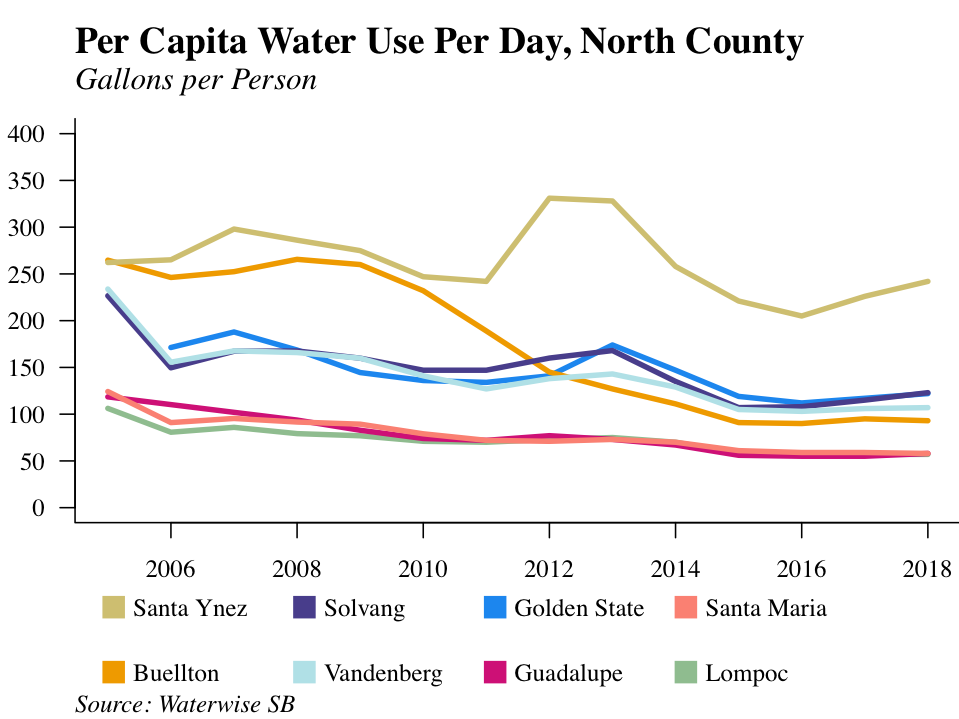 Per Capita Water Use Per Day, North County
Gallons per Person
400
350
300
250
200
150
100
50
0
2006 2008 2010 2012 2014 2016 2018
Santa Ynez Solvang Golden State Santa Maria
Buellton Vandenberg Guadalupe Lompoc
Source: Waterwise SB